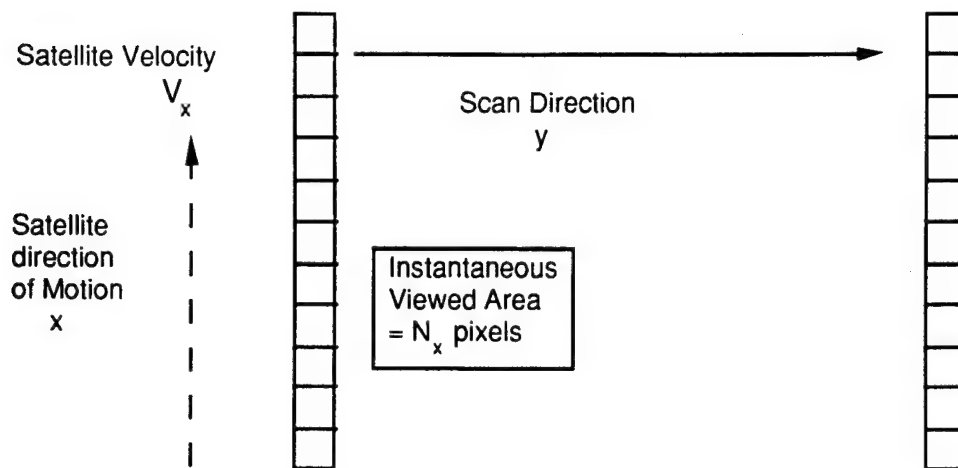 Satellite Velocity
V_x
Scan Direction
y
Satellite
direction
of Motion
x
Instantaneous
Viewed Area
= N_x pixels